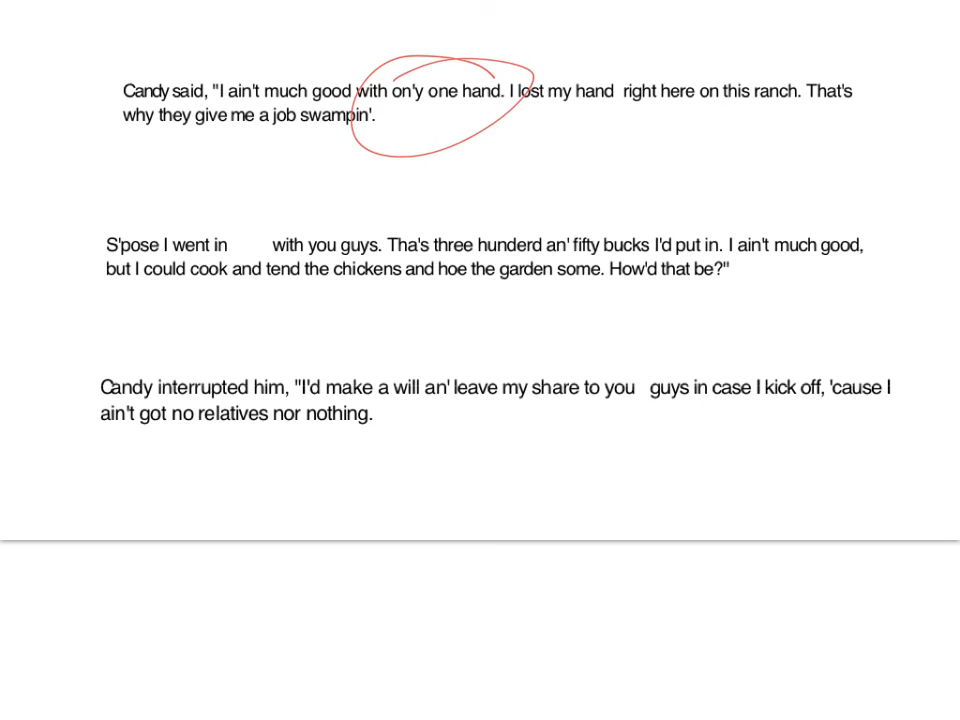 Candy said, "I ain't much good with on'y one hand. I lost my hand right here on this ranch. That's
why they give me a job swampin'.
S'pose I went in with you guys. Tha's three hunderd an' fifty bucks I'd put in. I ain't much good,
but I could cook and tend the chickens and hoe the garden some. How'd that be?"
Candy interrupted him, "I'd make a will an' leave my share to you guys in case I kick off, 'cause I
ain't got no relatives nor nothing.